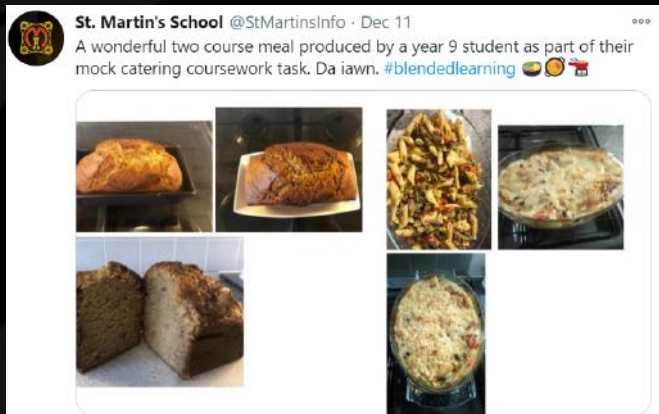 St. Martin's School @StMartinsInfo · Dec 11
A wonderful two course meal produced by a year 9 student as part of their
mock catering coursework task. Da iawn. #blendedlearning